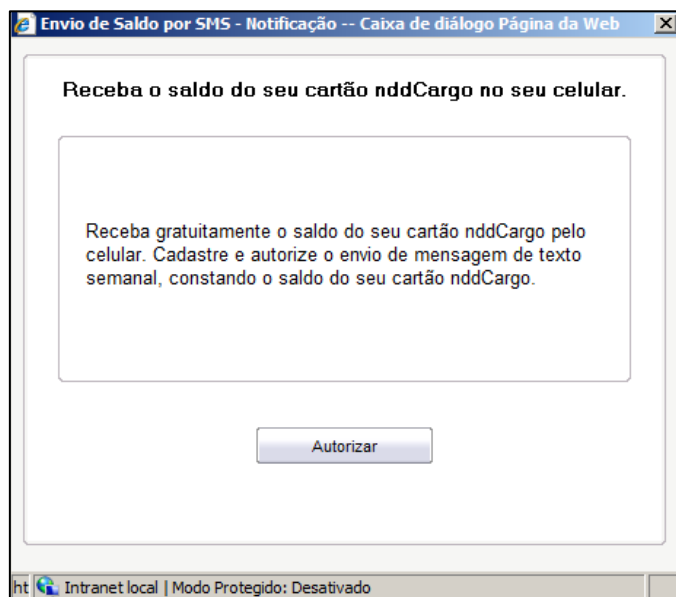 Envio de Saldo por SMS - Notificação -- Caixa de diálogo Página da Web
Receba o saldo do seu cartão nddCargo no seu celular.
Receba gratuitamente o saldo do seu cartão nddCargo pelo
celular. Cadastre e autorize o envio de mensagem de texto
semanal, constando o saldo do seu cartão nddCargo.
Autorizar
ht Intranet local | Modo Protegido: Desativado